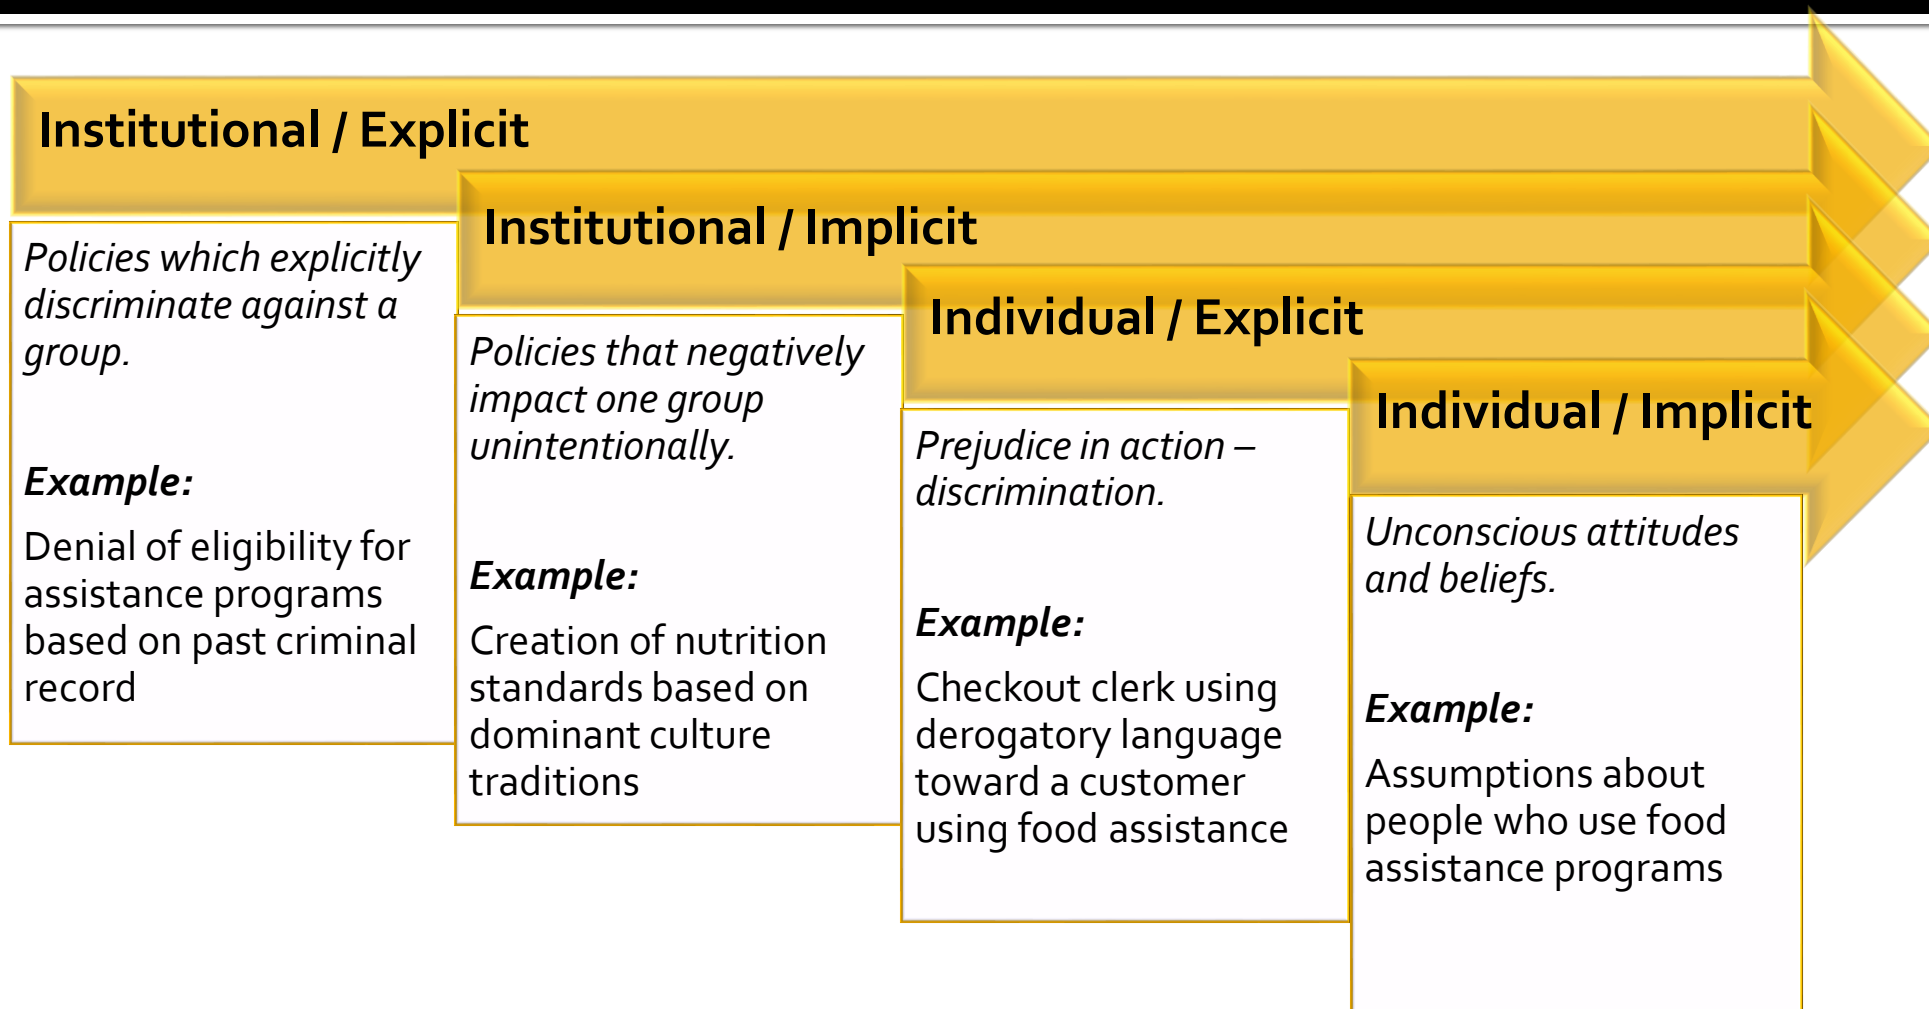 Institutional / Explicit
Policies which explicitly
discriminate against a
group.
Example:
Denial of eligibility for
assistance programs
based on past criminal
record
Institutional / Implicit
Policies that negatively
impact one group
unintentionally.
Example:
Creation of nutrition
standards based on
dominant culture
traditions
Individual / Explicit
Prejudice in action –
discrimination.
Example:
Checkout clerk using
derogatory language
toward a customer
using food assistance
Individual / Implicit
Unconscious attitudes
and beliefs.
Example:
Assumptions about
people who use food
assistance programs